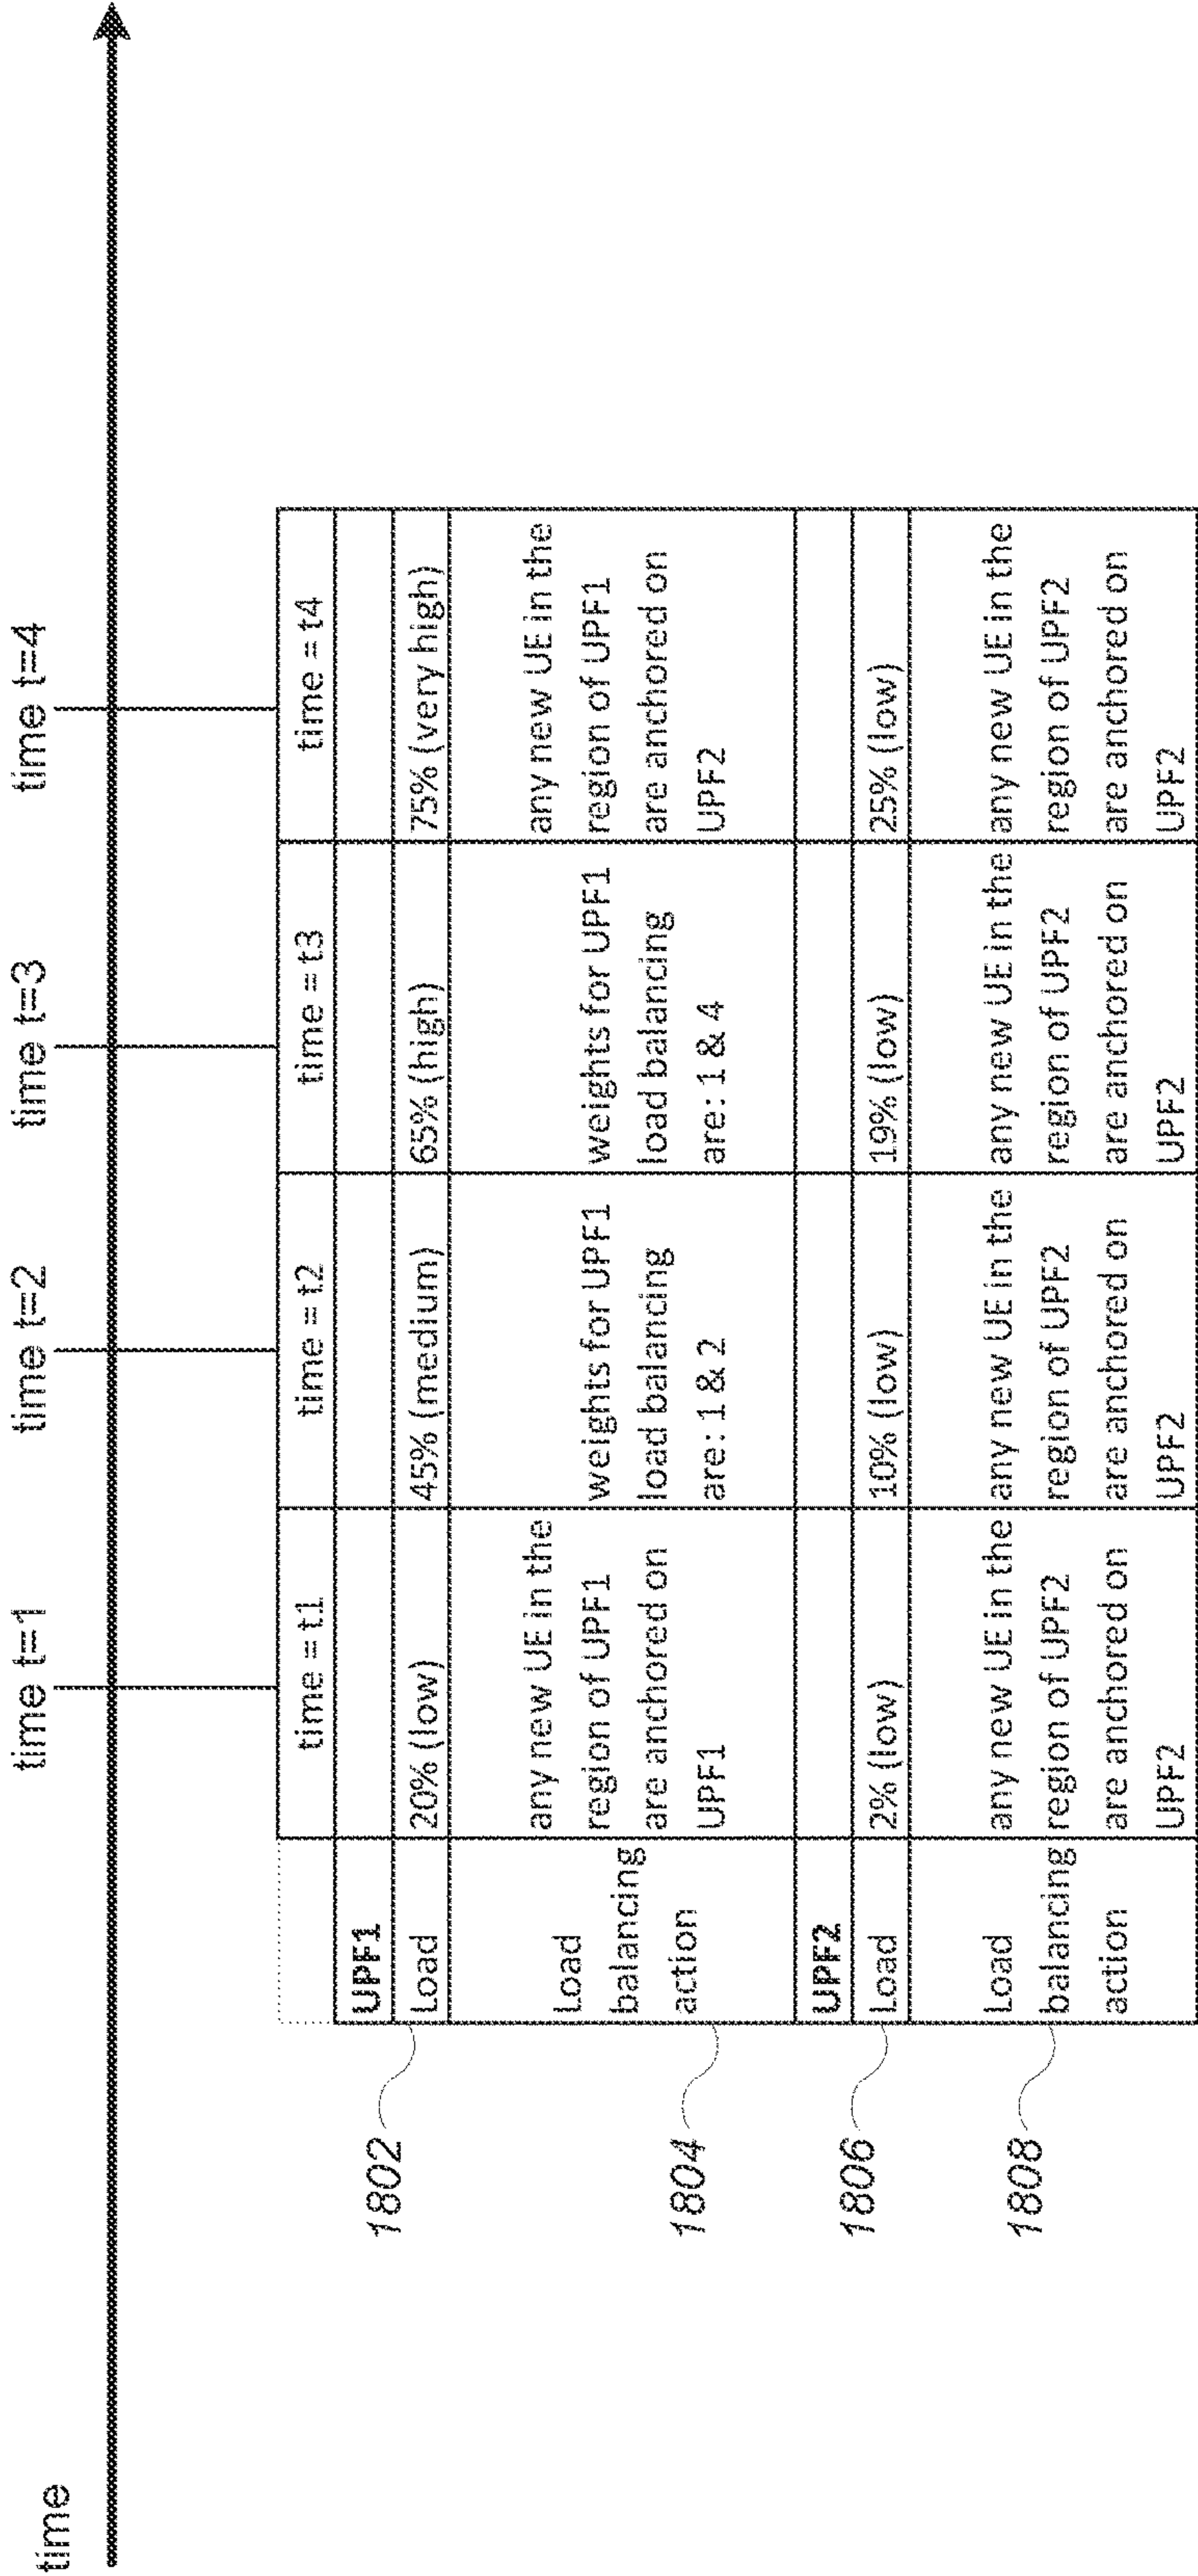 time
time t=1
time t=2
time t=3
time t=4
time = t1
time = t2
time = t3
time = t4
UPF1
1802
Load
20% (low)
45% (medium)
65% (high)
75% (very high)
1804
Load
balancing
action
any new UE in the
region of UPF1
are anchored on
UPF1
weights for UPF1
load balancing
are: 1 & 2
weights for UPF1
load balancing
are: 1 & 4
any new UE in the
region of UPF1
are anchored on
UPF2
UPF2
1806
Load
2% (low)
10% (low)
19% (low)
25% (low)
1808
Load
balancing
action
any new UE in the
region of UPF2
are anchored on
UPF2
any new UE in the
region of UPF2
are anchored on
UPF2
any new UE in the
region of UPF2
are anchored on
UPF2
any new UE in the
region of UPF2
are anchored on
UPF2